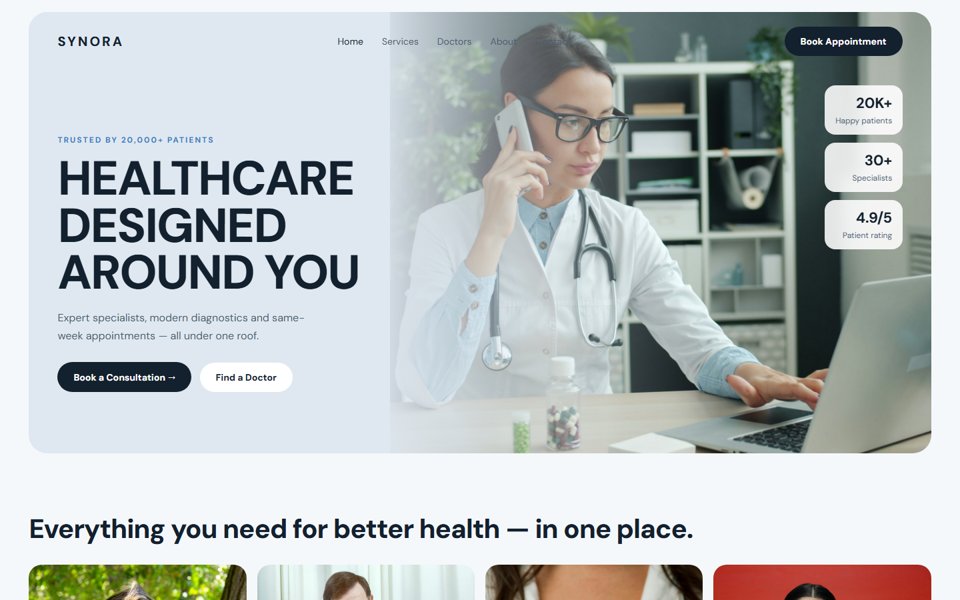 SYNORA
Home Services Doctors About Contact
Book Appointment
20K+
Happy patients
30+
Specialists
4.9/5
Patient rating
TRUSTED BY 20,000+ PATIENTS
HEALTHCARE
DESIGNED
AROUND YOU
Expert specialists, modern diagnostics and same-
week appointments — all under one roof.
Book a Consultation →
Find a Doctor
Everything you need for better health — in one place.